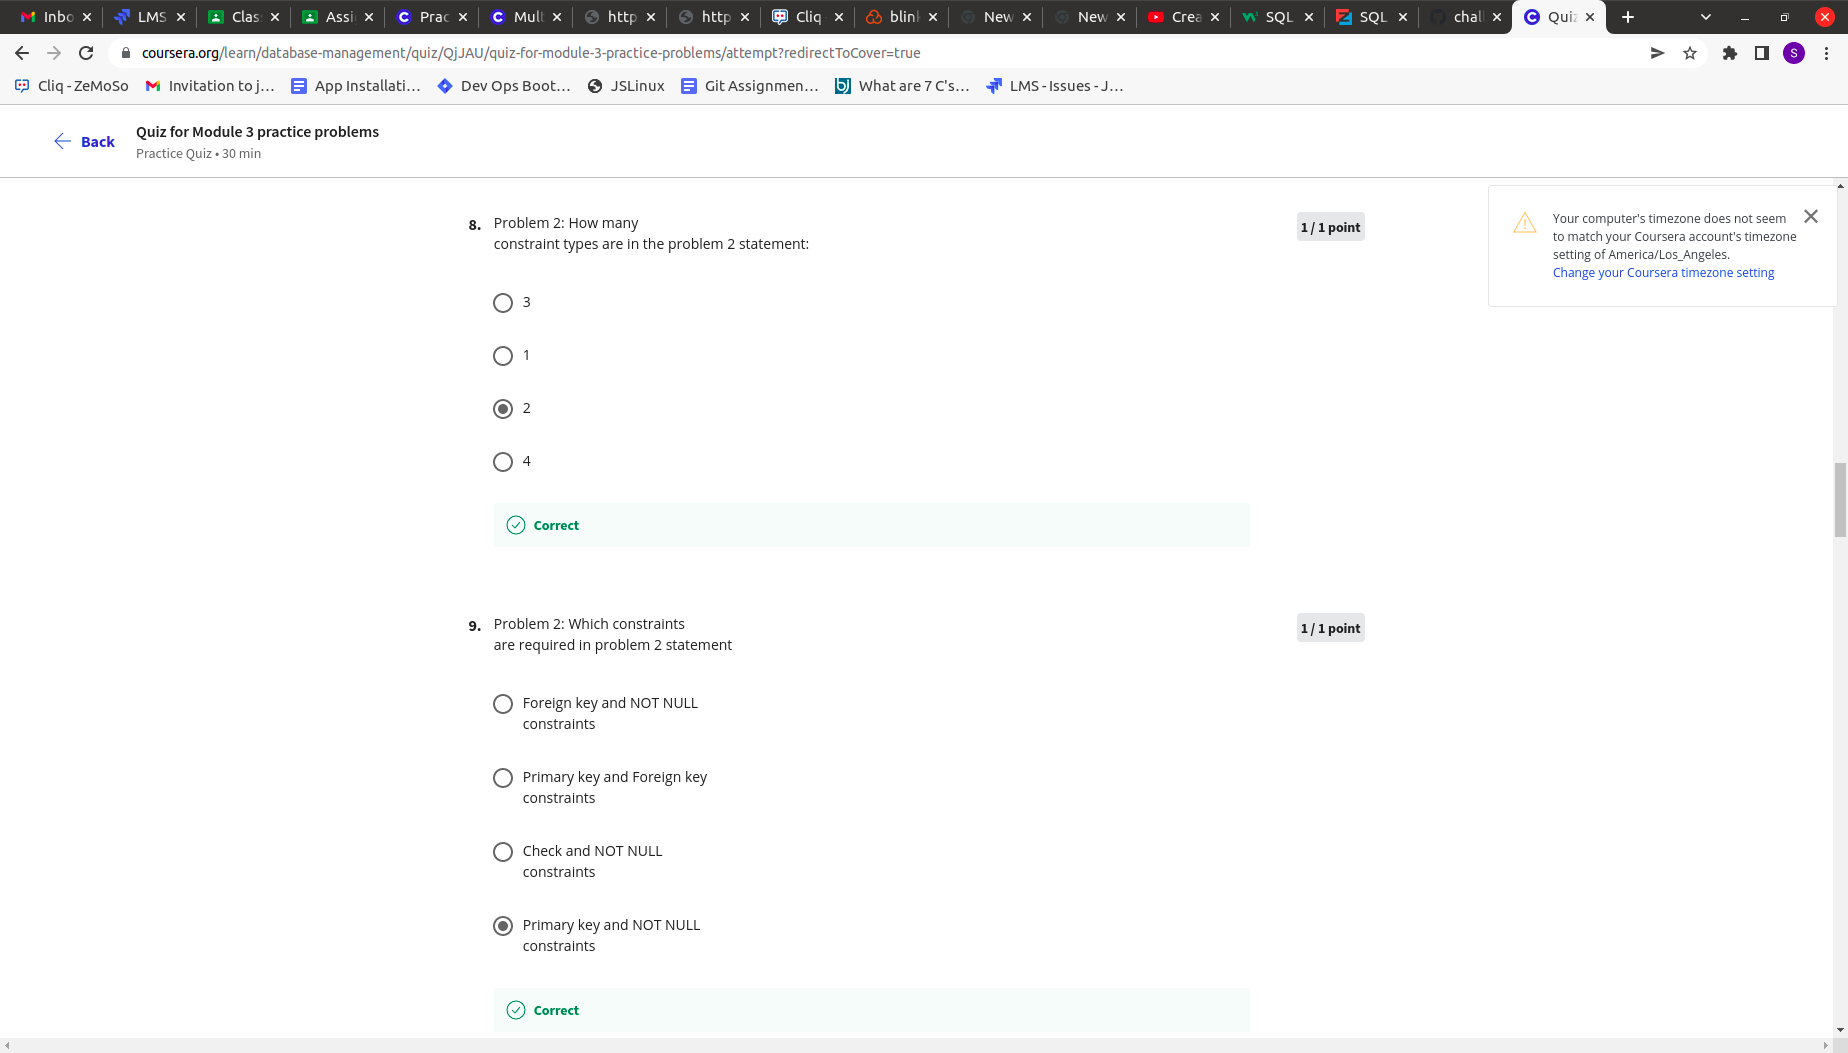 Inbo
LMS
Clas
Assi
Prac
Mult
http
http
Cliq
blin
New
New
Crea
SQL
SQL
chal
Quiz
coursera.org/learn/database-management/quiz/QjJAU/quiz-for-module-3-practice-problems/attempt?redirectToCover=true
S
Cliq - ZeMoSo
Invitation to j...
App Installati...
Dev Ops Boot...
JSLinux
Git Assignmen...
What are 7 C's...
LMS - Issues - J...
Back
Quiz for Module 3 practice problems
Practice Quiz • 30 min
Your computer's timezone does not seem
to match your Coursera account's timezone
setting of America/Los_Angeles.
Change your Coursera timezone setting
8. Problem 2: How many
constraint types are in the problem 2 statement:
1 / 1 point
3
1
2
4
Correct
9. Problem 2: Which constraints
are required in problem 2 statement
1 / 1 point
Foreign key and NOT NULL
constraints
Primary key and Foreign key
constraints
Check and NOT NULL
constraints
Primary key and NOT NULL
constraints
Correct